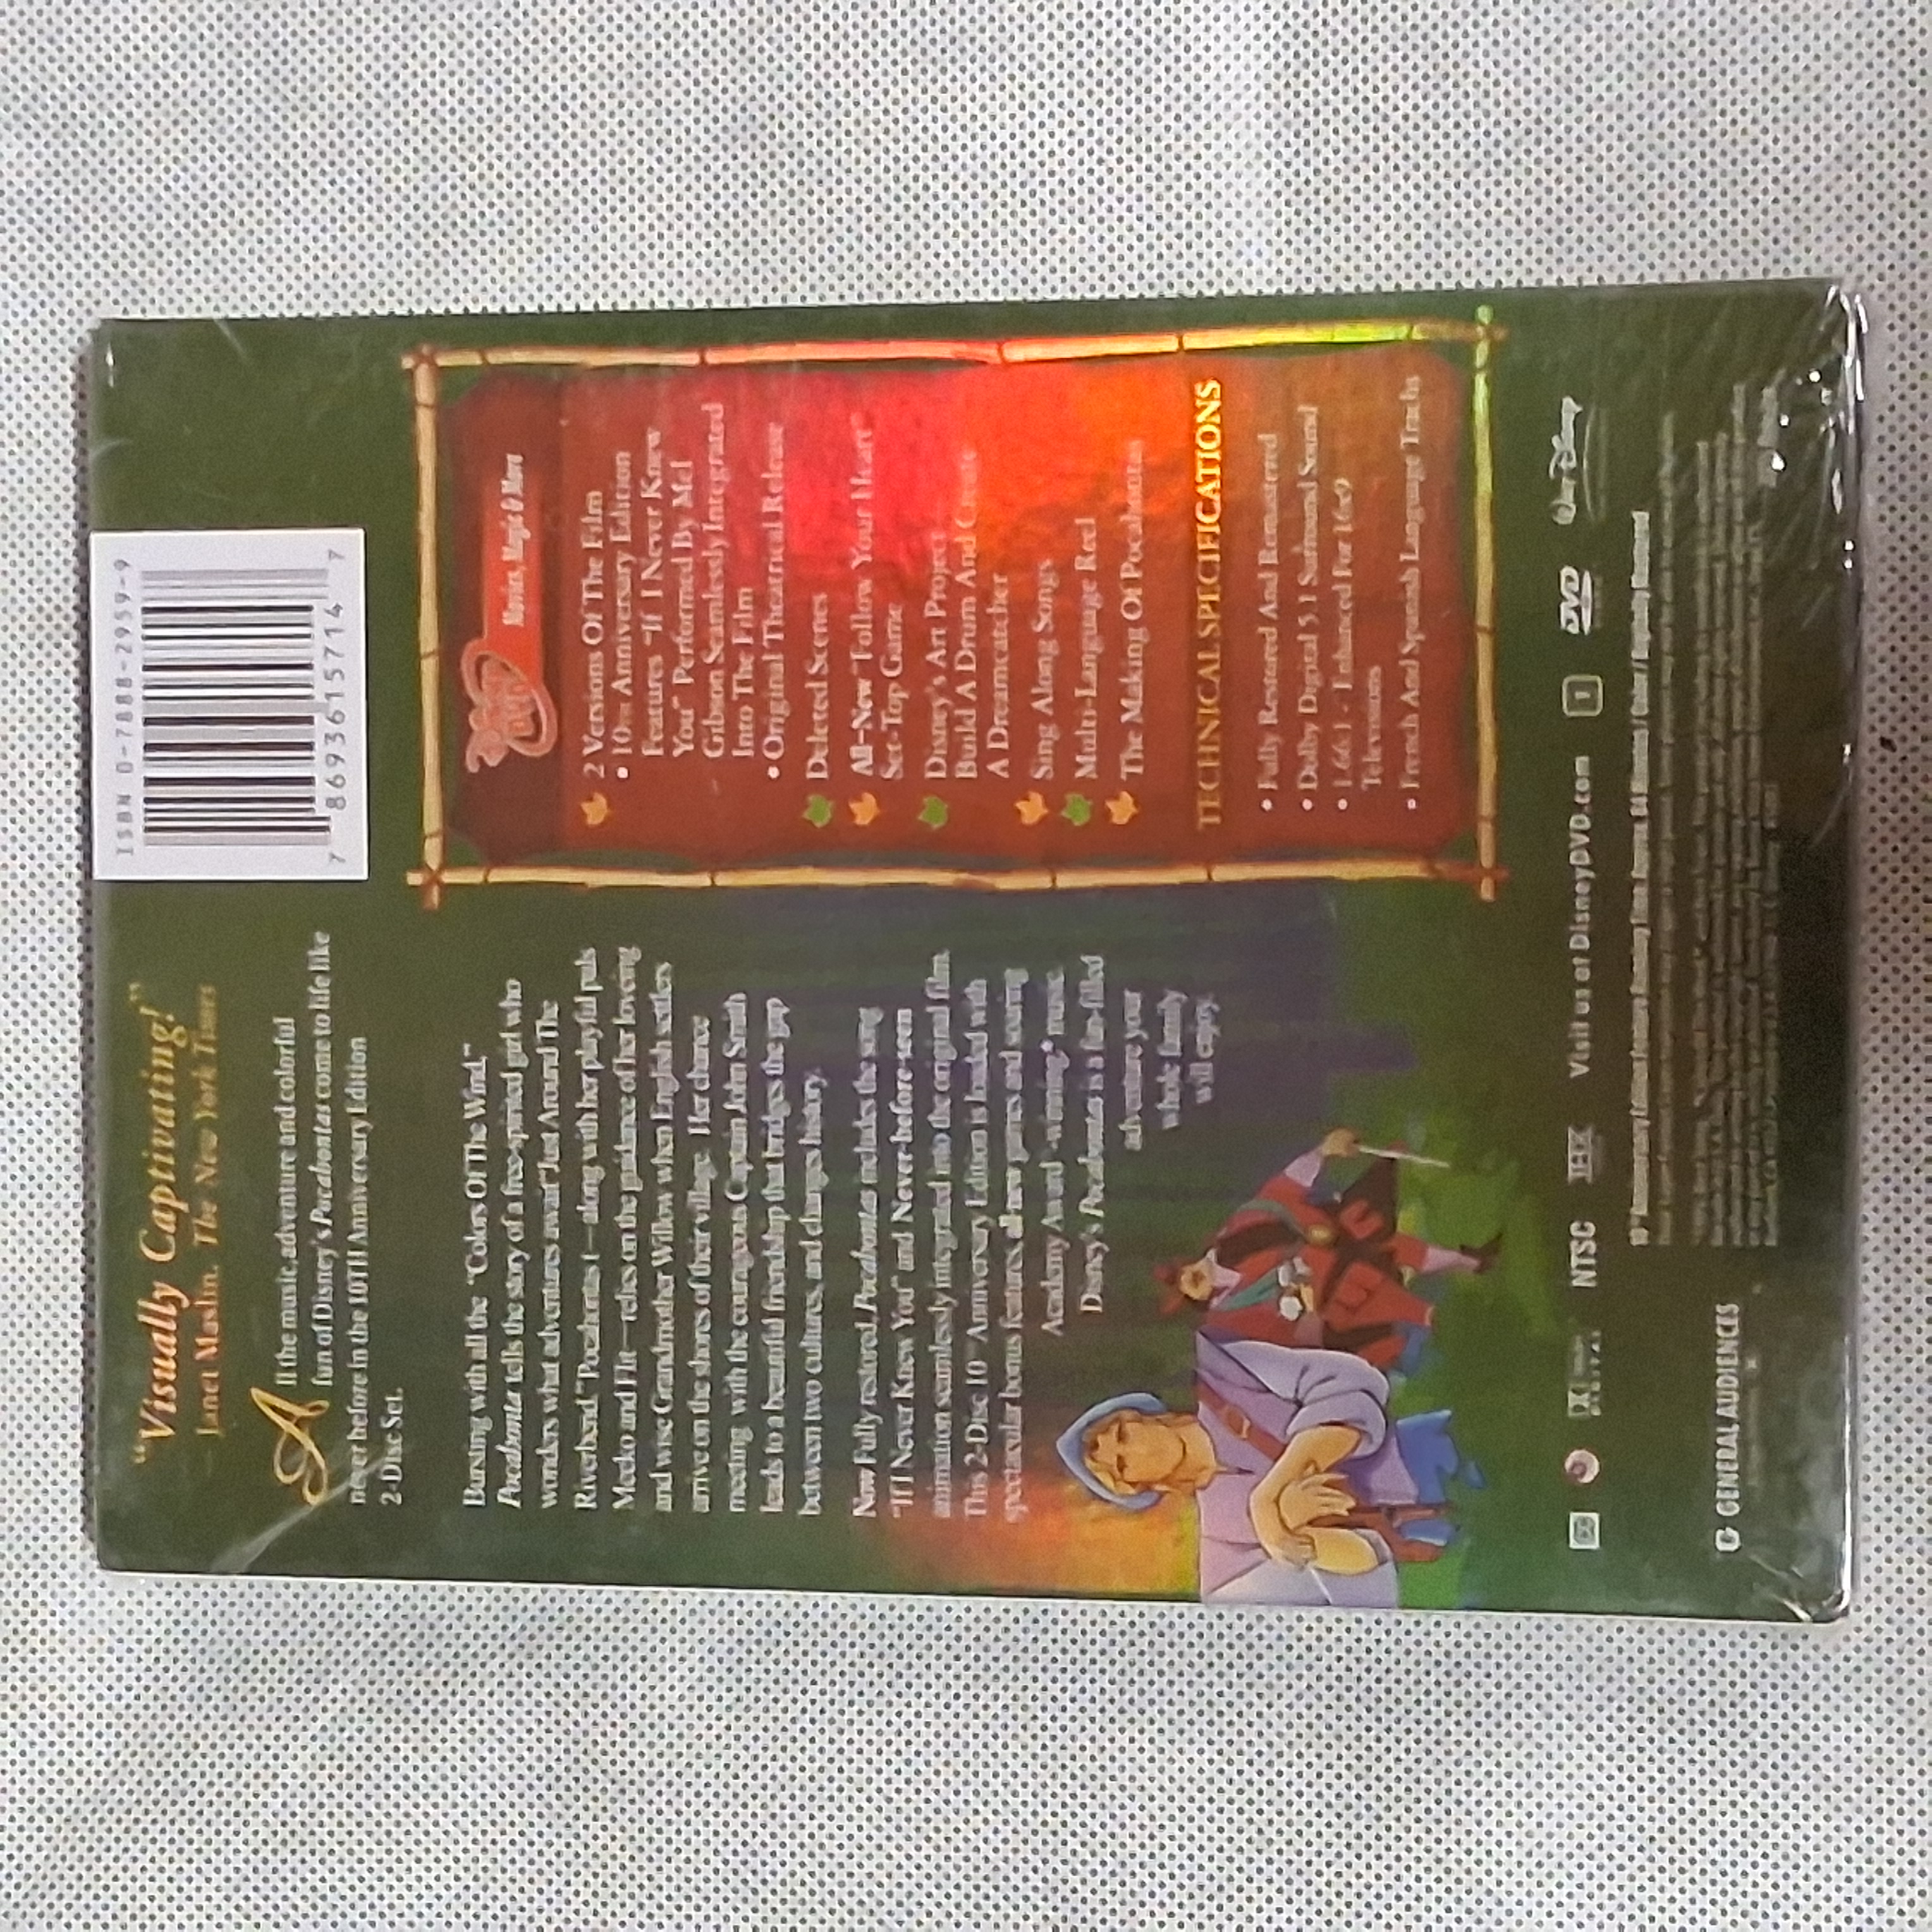 "Visually Captivating!"
— Janet Maslin, The New York Times
All the music, adventure and colorful
fun of Disney's Pocahontas come to life like
never before in the 10TH Anniversary Edition
2-Disc Set.
Bursting with all the "Colors Of The Wind,"
Pocahontas tells the story of a free-spirited girl who
wonders what adventures await "Just Around The
Riverbend." Pocahontas — along with her playful pals
Meeko and Flit — relies on the guidance of her loving
and wise Grandmother Willow when English settlers
arrive on the shores of their village. Her chance
meeting with the courageous Captain John Smith
leads to a beautiful friendship that bridges the gap
between two cultures, and changes history.
Now Fully restored, Pocahontas includes the song
"If I Never Knew You" and Never-before-seen
animation seamlessly integrated into the original film.
This 2-Disc 10th Anniversary Edition is loaded with
spectacular bonus features, all-new games and soaring
Academy Award®-winning* music.
Disney's Pocahontas is a fun-filled
adventure your
whole family
will enjoy.
ISBN 0-7888-2959-9
7 86936 15714 7
Disney DVD
Movies, Magic & More
2 Versions Of The Film
• 10th Anniversary Edition
Features "If I Never Knew
You" Performed By Mel
Gibson Seamlessly Integrated
Into The Film
• Original Theatrical Release
Deleted Scenes
All-New "Follow Your Heart"
Set-Top Game
Disney's Art Project
Build A Drum And Create
A Dreamcatcher
Sing Along Songs
Multi-Language Reel
The Making Of Pocahontas
TECHNICAL SPECIFICATIONS
• Fully Restored And Remastered
• Dolby Digital 5.1 Surround Sound
• 1.66:1 - Enhanced For 16x9
Televisions
• French And Spanish Language Tracks
NTSC THX Visit us at DisneyDVD.com 1 DVD Walt Disney
G GENERAL AUDIENCES